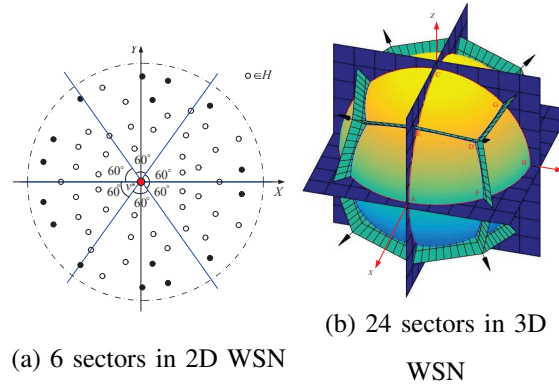 Y
○∈H
60°
60° 60°
v*
X
60° 60°
60°
(a) 6 sectors in 2D WSN
z
C
G
D
B
F
A
x
(b) 24 sectors in 3D
WSN